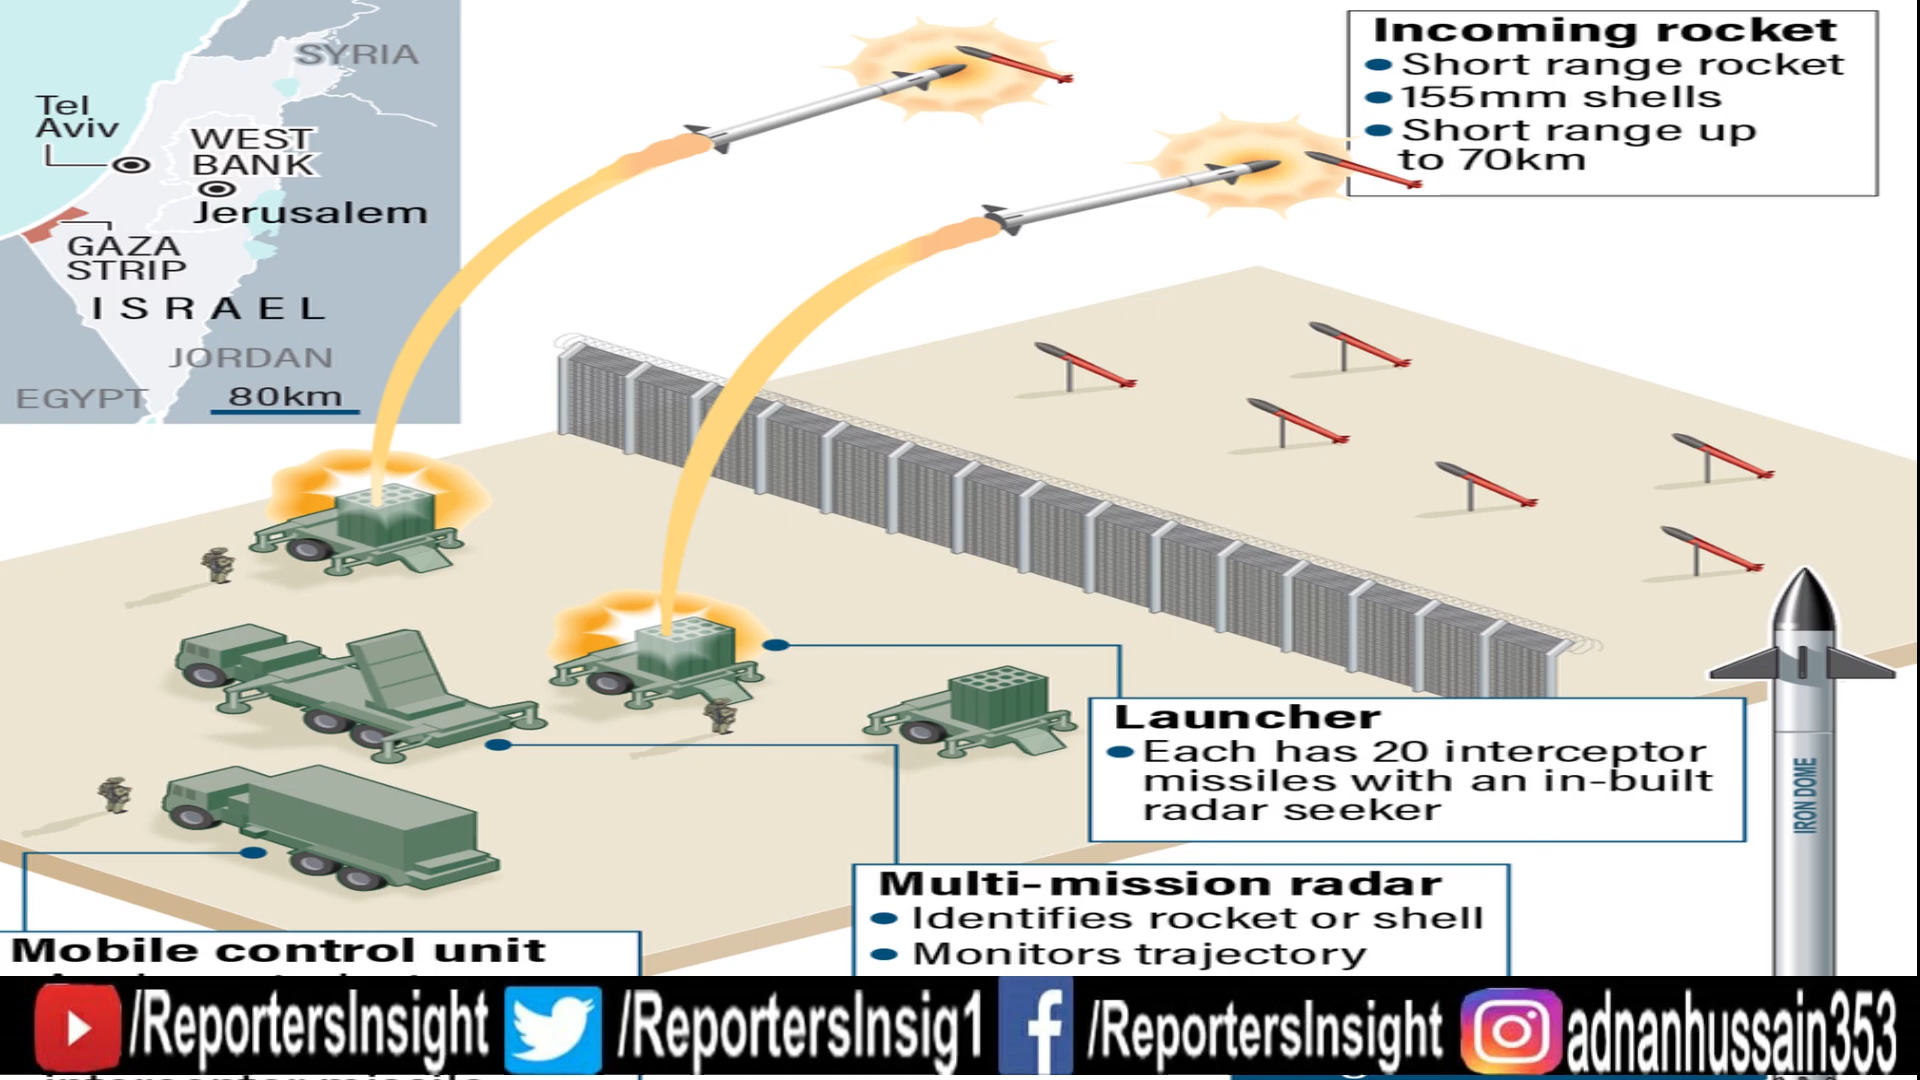 SYRIA
Tel
Aviv
WEST
BANK
Jerusalem
GAZA
STRIP
ISRAEL
JORDAN
EGYPT
80km
Incoming rocket
• Short range rocket
• 155mm shells
• Short range up
to 70km
Launcher
• Each has 20 interceptor
missiles with an in-built
radar seeker
IRON DOME
Multi-mission radar
• Identifies rocket or shell
• Monitors trajectory
Mobile control unit
/ReportersInsight
/ReportersInsig1
/ReportersInsight
adnanhussain353
interceptor missile